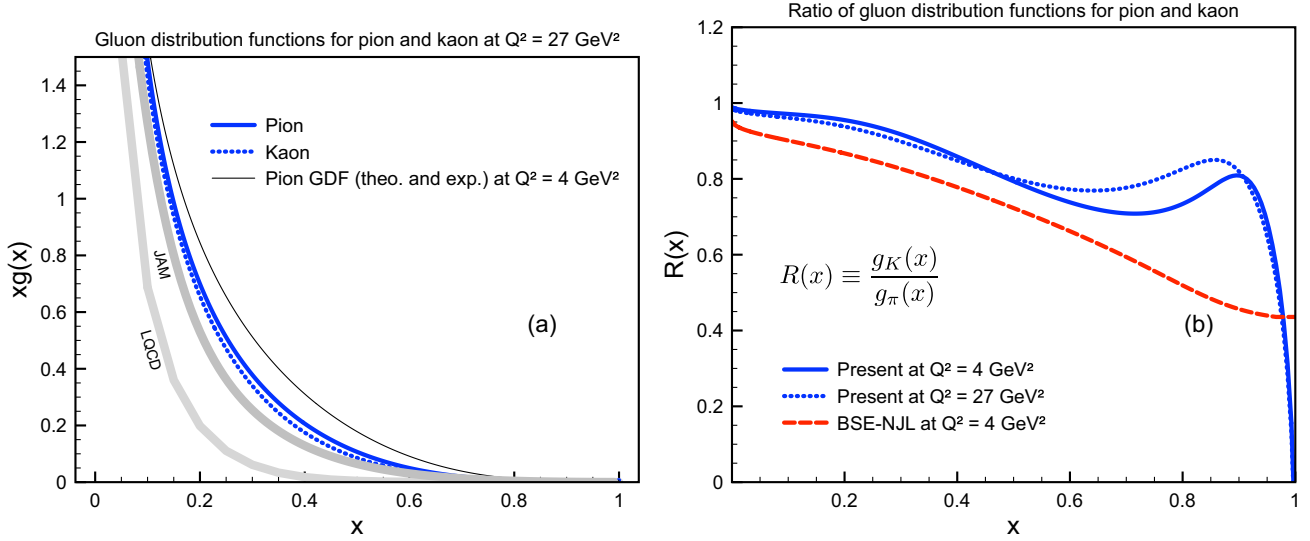 Gluon distribution functions for pion and kaon at Q² = 27 GeV²
1.4
1.2
1
0.8
0.6
0.4
0.2
0
xg(x)
Pion
Kaon
Pion GDF (theo. and exp.) at Q² = 4 GeV²
JAM
LQCD
(a)
0
0.2
0.4
0.6
0.8
1
x
Ratio of gluon distribution functions for pion and kaon
1.2
1
0.8
0.6
0.4
0.2
0
R(x)
R(x) ≡ g_K(x) / g_π(x)
(b)
Present at Q² = 4 GeV²
Present at Q² = 27 GeV²
BSE-NJL at Q² = 4 GeV²
0.2
0.4
0.6
0.8
1
x